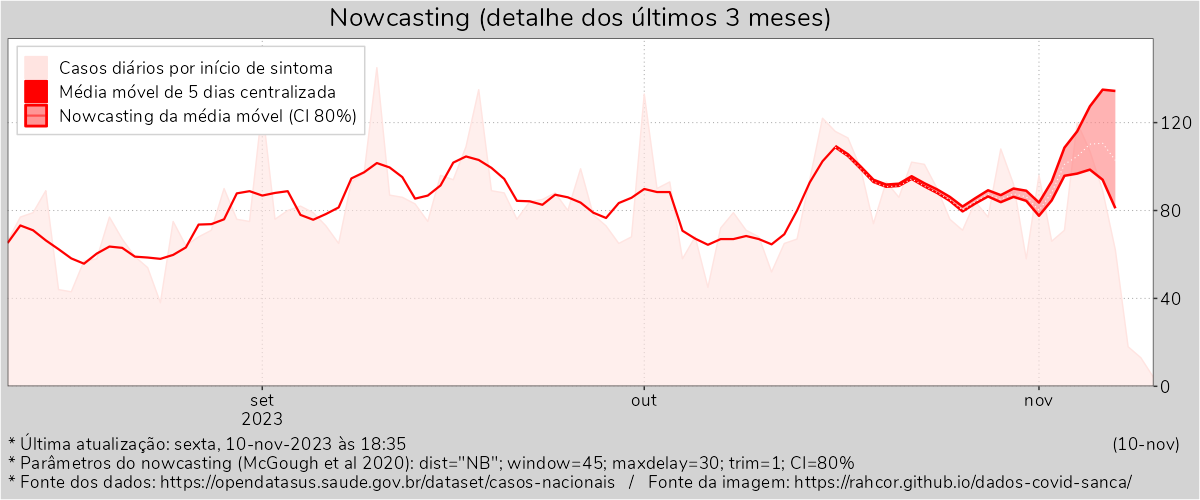 Nowcasting (detalhe dos últimos 3 meses)
Casos diários por início de sintoma
Média móvel de 5 dias centralizada
Nowcasting da média móvel (CI 80%)
120
80
40
0
set
2023
out
nov
* Última atualização: sexta, 10-nov-2023 às 18:35
(10-nov)
* Parâmetros do nowcasting (McGough et al 2020): dist="NB"; window=45; maxdelay=30; trim=1; CI=80%
* Fonte dos dados: https://opendatasus.saude.gov.br/dataset/casos-nacionais / Fonte da imagem: https://rahcor.github.io/dados-covid-sanca/